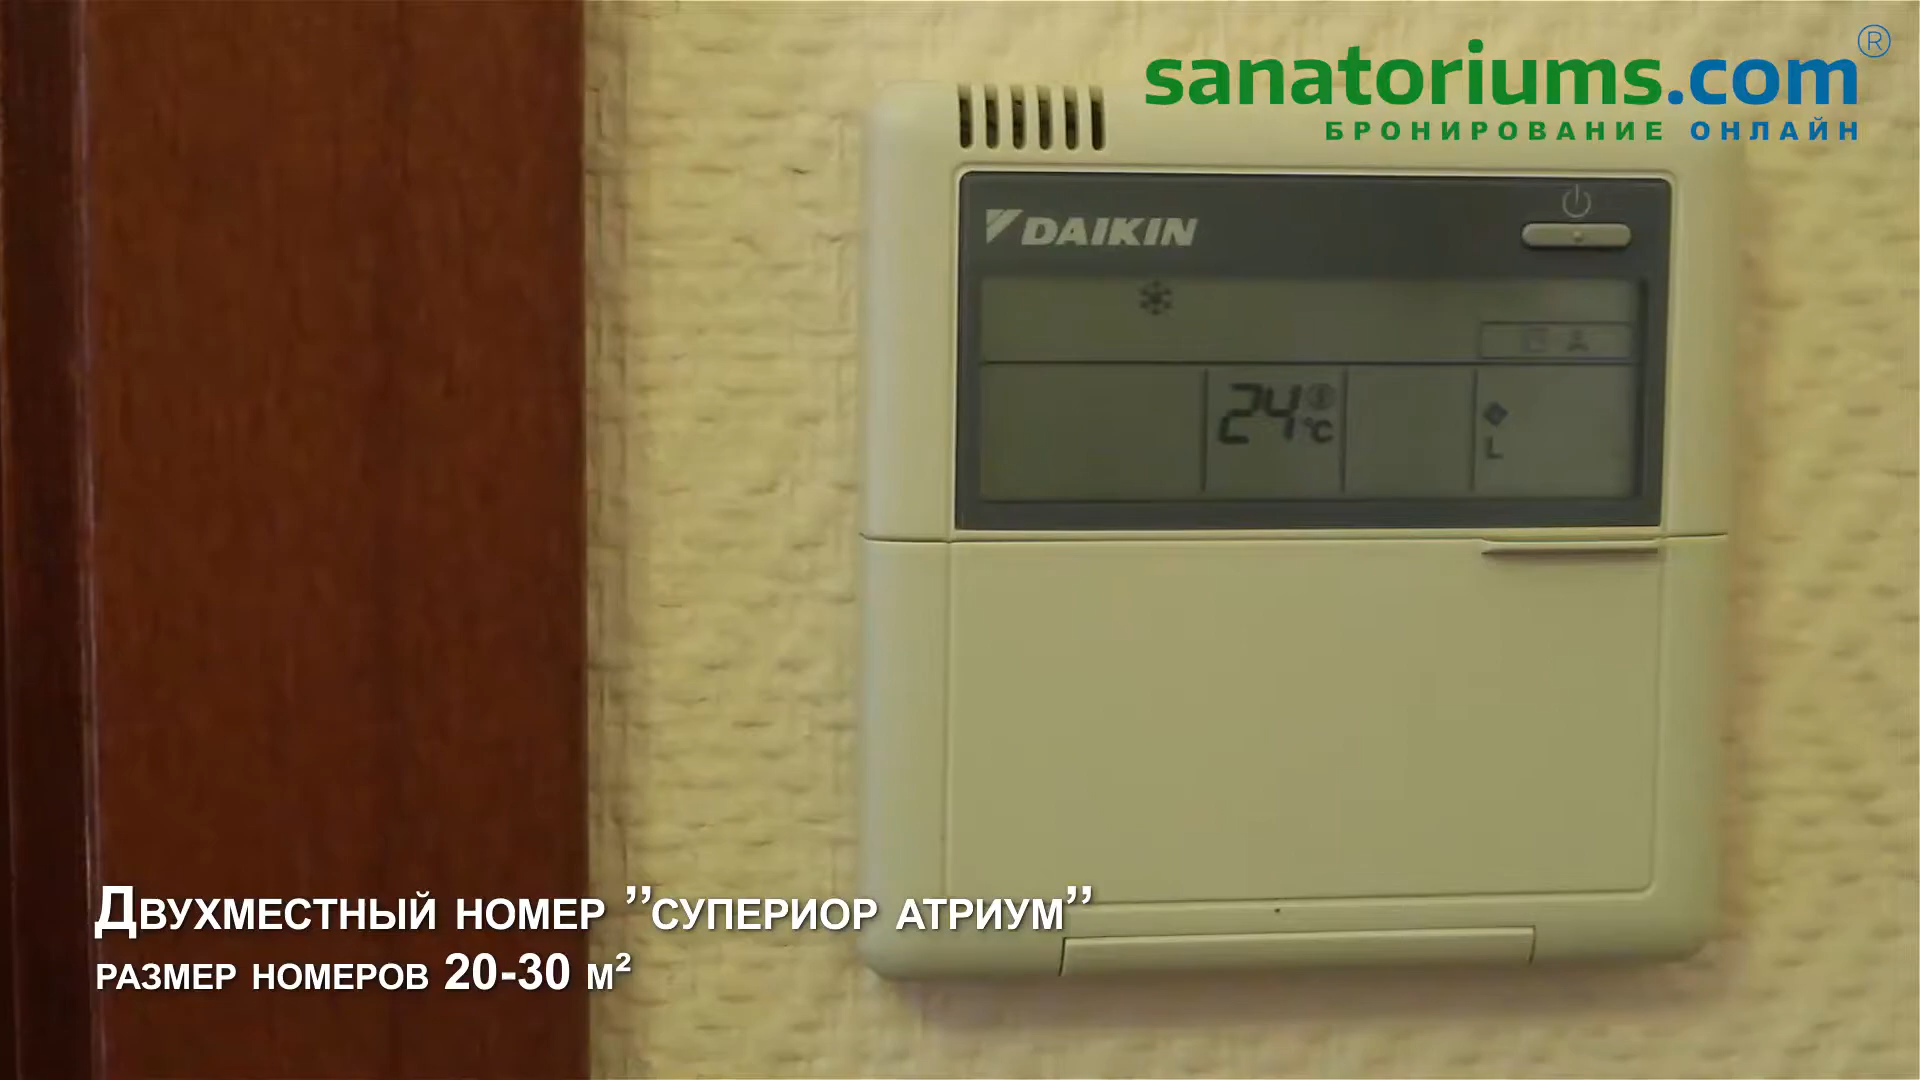 sanatoriums.com®
БРОНИРОВАНИЕ ОНЛАЙН
DAIKIN
24 °C
L
Двухместный номер "супериор атриум"
размер номеров 20-30 м²